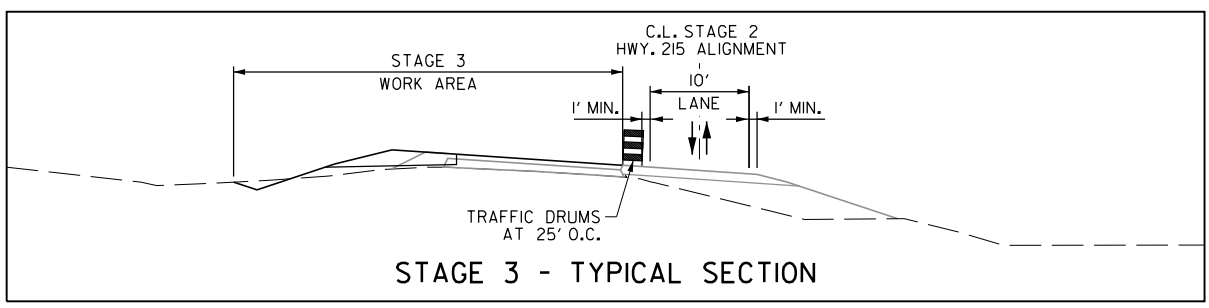 C.L. STAGE 2
HWY. 215 ALIGNMENT
STAGE 3
WORK AREA
10'
LANE
1' MIN.
1' MIN.
TRAFFIC DRUMS
AT 25' O.C.
STAGE 3 - TYPICAL SECTION